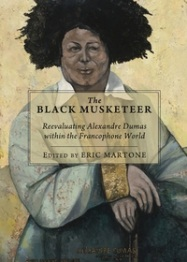 The
BLACK MUSKETEER
Reevaluating Alexandre Dumas
within the Francophone World
EDITED BY ERIC MARTONE